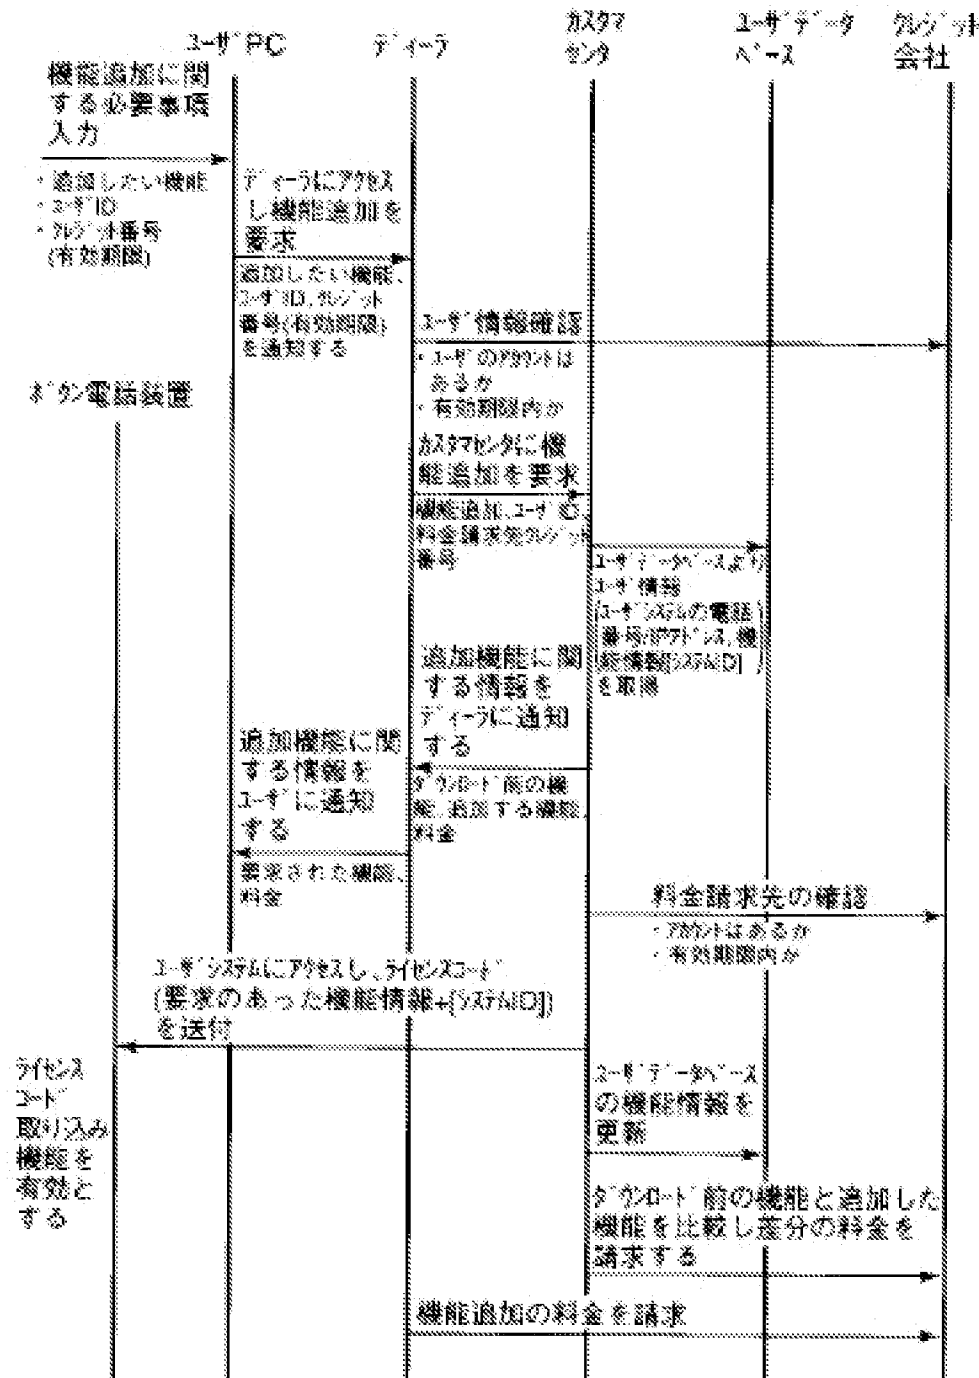 ユーザPC
ディーラ
カスタマ
センタ
ユーザデータ
ベース
クレジット
会社
機能追加に関
する必要事項
入力
・追加したい機能
・ユーザID
・クレジット番号
(有効期限)
ディーラにアクセス
し機能追加を
要求
追加したい機能、
ユーザID、クレジット
番号(有効期限)
を通知する
ユーザ情報確認
・ユーザのアカウントは
あるか
・有効期限内か
ボタン電話装置
カスタマセンタに機
能追加を要求
機能追加、ユーザID、
料金請求先クレジット
番号
ユーザデータベースより
ユーザ情報
(ユーザシステムの電話
番号/IPアドレス、機
能情報[システムID])
を取得
追加機能に関
する情報を
ディーラに通知
する
ダウンロード前の機
能、追加する機能、
料金
追加機能に関
する情報を
ユーザに通知
する
要求された機能、
料金
料金請求先の確認
・アカウントはあるか
・有効期限内か
ユーザシステムにアクセスし、ライセンスコード
(要求のあった機能情報+[システムID])
を送付
ライセンス
コード
取り込み
機能を
有効と
する
ユーザデータベース
の機能情報を
更新
ダウンロード前の機能と追加した
機能を比較し差分の料金を
請求する
機能追加の料金を請求